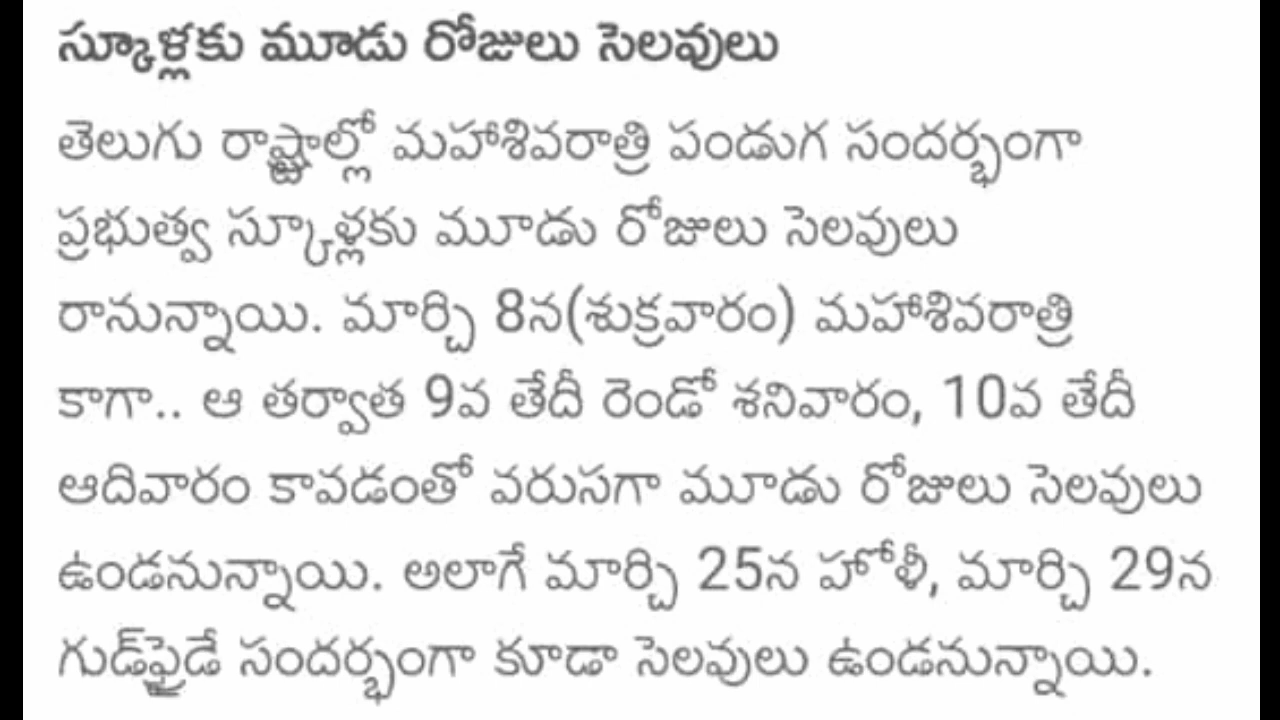 స్కూళ్లకు మూడు రోజులు సెలవులు
తెలుగు రాష్ట్రాల్లో మహాశివరాత్రి పండుగ సందర్భంగా
ప్రభుత్వ స్కూళ్లకు మూడు రోజులు సెలవులు
రానున్నాయి. మార్చి 8న(శుక్రవారం) మహాశివరాత్రి
కాగా.. ఆ తర్వాత 9వ తేదీ రెండో శనివారం, 10వ తేదీ
ఆదివారం కావడంతో వరుసగా మూడు రోజులు సెలవులు
ఉండనున్నాయి. అలాగే మార్చి 25న హోళీ, మార్చి 29న
గుడ్‌ఫ్రైడే సందర్భంగా కూడా సెలవులు ఉండనున్నాయి.